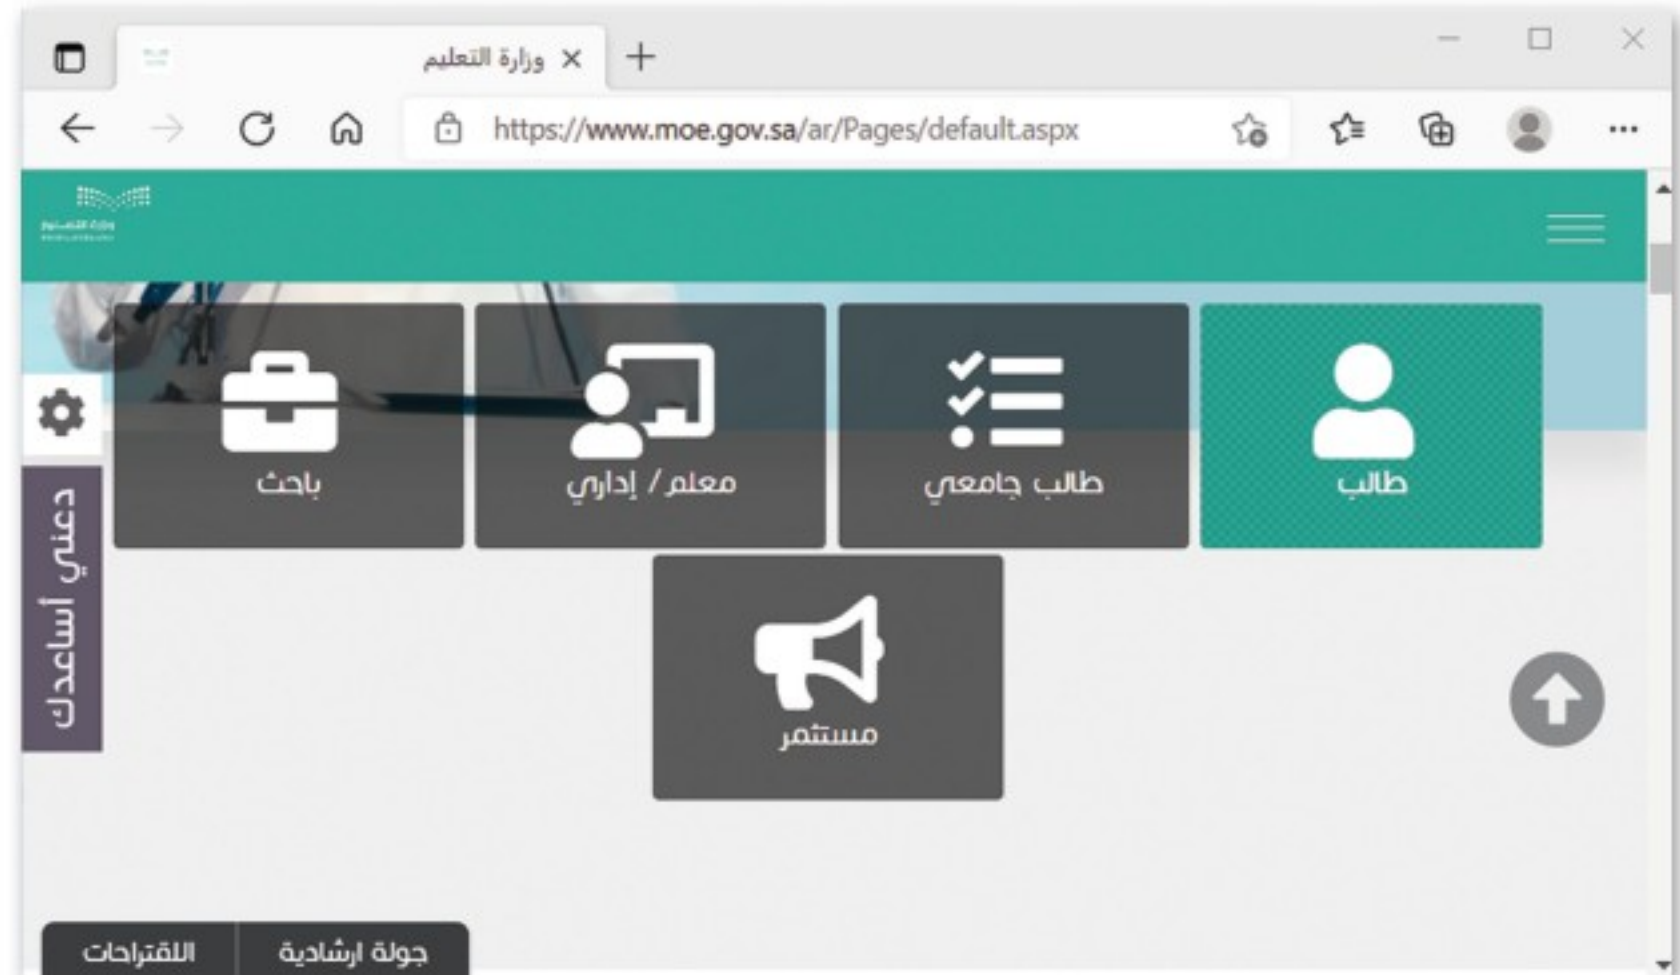 وزارة التعليم
https://www.moe.gov.sa/ar/Pages/default.aspx
طالب
طالب جامعي
معلم / إداري
باحث
مستثمر
دعني أساعدك
جولة ارشادية
اللقتراحات